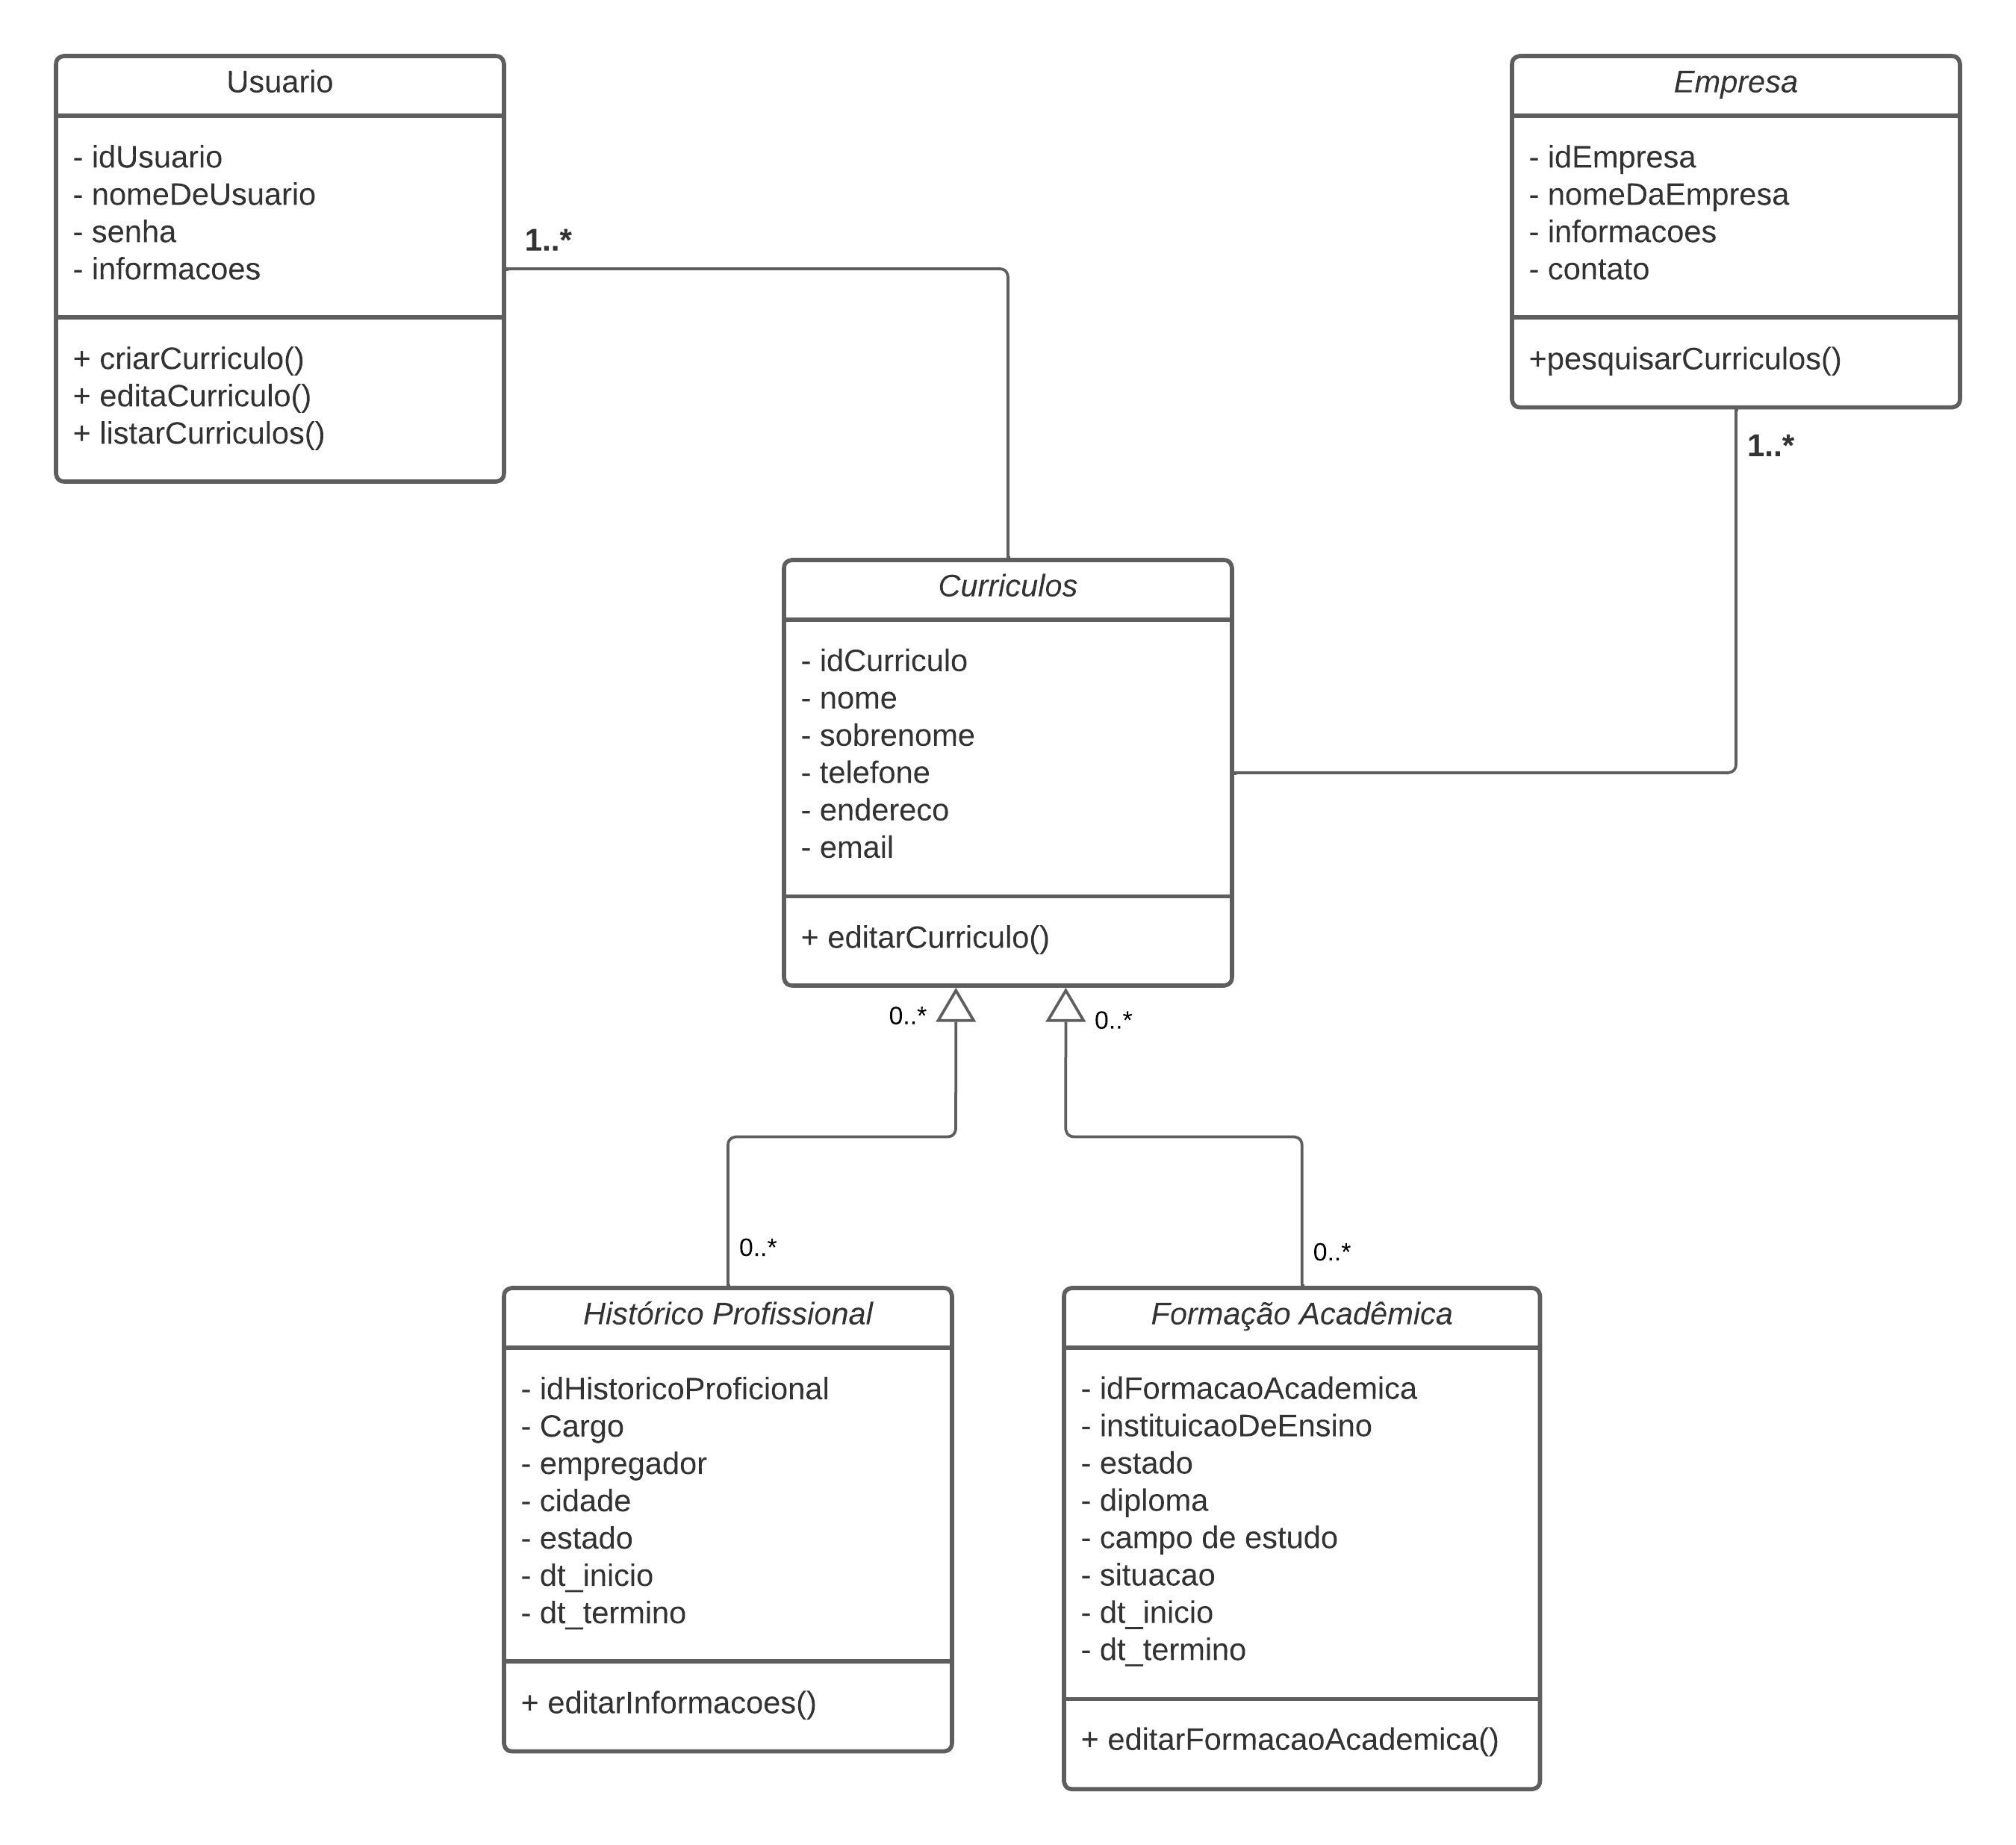 Usuario
- idUsuario
- nomeDeUsuario
- senha
- informacoes
+ criarCurriculo()
+ editaCurriculo()
+ listarCurriculos()
1..*
Empresa
- idEmpresa
- nomeDaEmpresa
- informacoes
- contato
+pesquisarCurriculos()
1..*
Curriculos
- idCurriculo
- nome
- sobrenome
- telefone
- endereco
- email
+ editarCurriculo()
0..*
0..*
0..*
0..*
Histórico Profissional
- idHistoricoProficional
- Cargo
- empregador
- cidade
- estado
- dt_inicio
- dt_termino
+ editarInformacoes()
Formação Acadêmica
- idFormacaoAcademica
- instituicaoDeEnsino
- estado
- diploma
- campo de estudo
- situacao
- dt_inicio
- dt_termino
+ editarFormacaoAcademica()